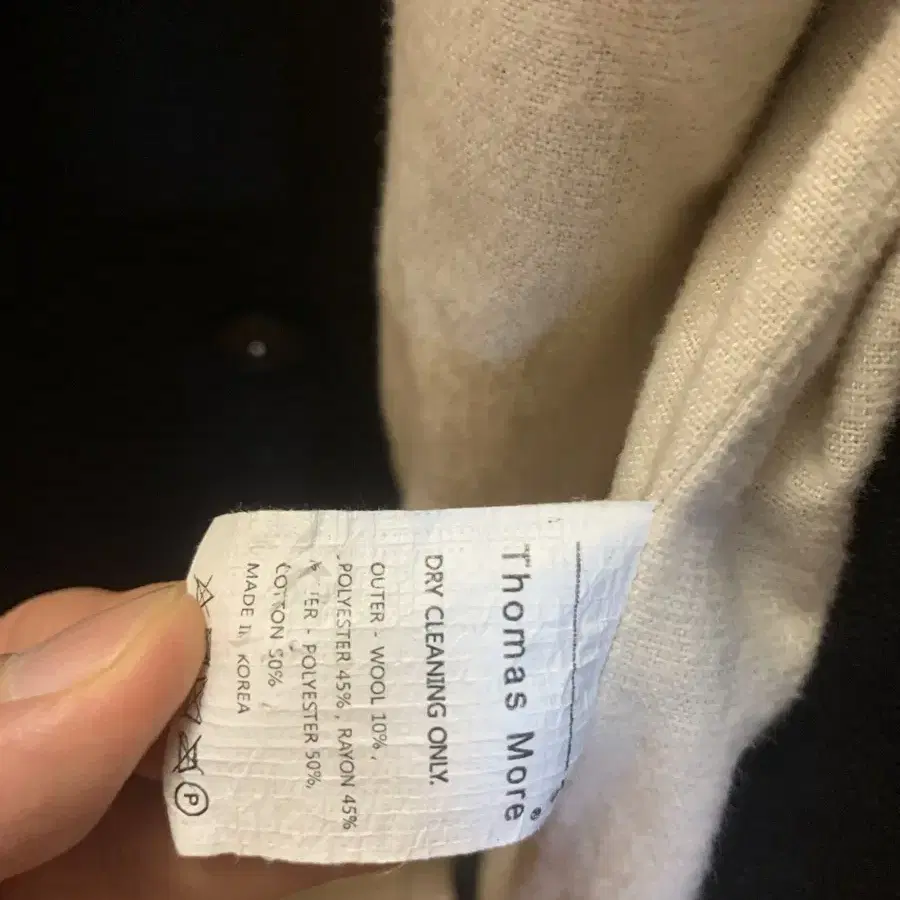 Thomas More®
DRY CLEANING ONLY.
OUTER - WOOL 10% ,
POLYESTER 45% , RAYON 45%
- POLYESTER 50%,
COTTON 50%
MADE IN KOREA
P